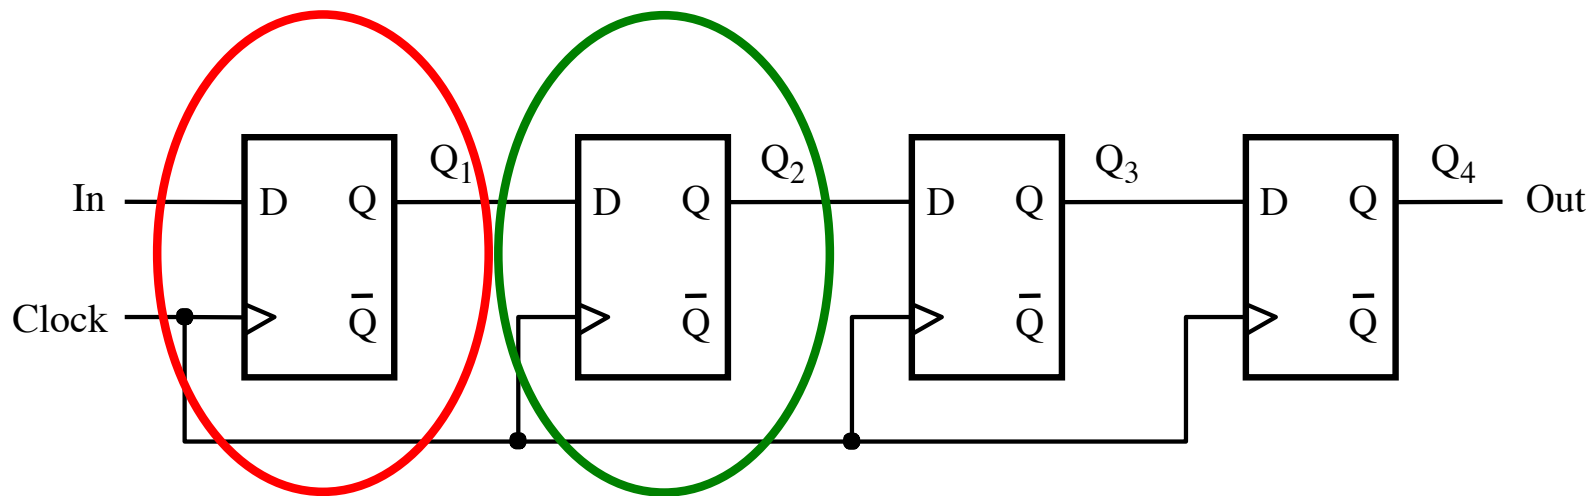 Q1 Q2 Q3 Q4
In D Q D Q D Q D Q Out
Clock Q̅ Q̅ Q̅ Q̅